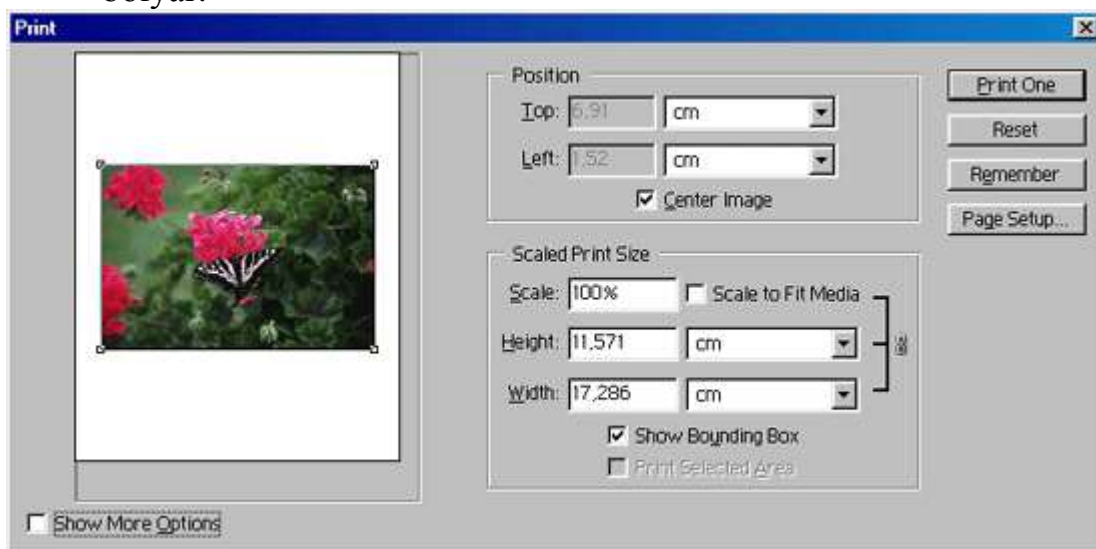 Print
Position
Top: 6,91 cm
Left: 1,52 cm
Center Image
Scaled Print Size
Scale: 100% Scale to Fit Media
Height: 11,571 cm
Width: 17,286 cm
Show Bounding Box
Print Selected Area
Show More Options
Print One
Reset
Remember
Page Setup...